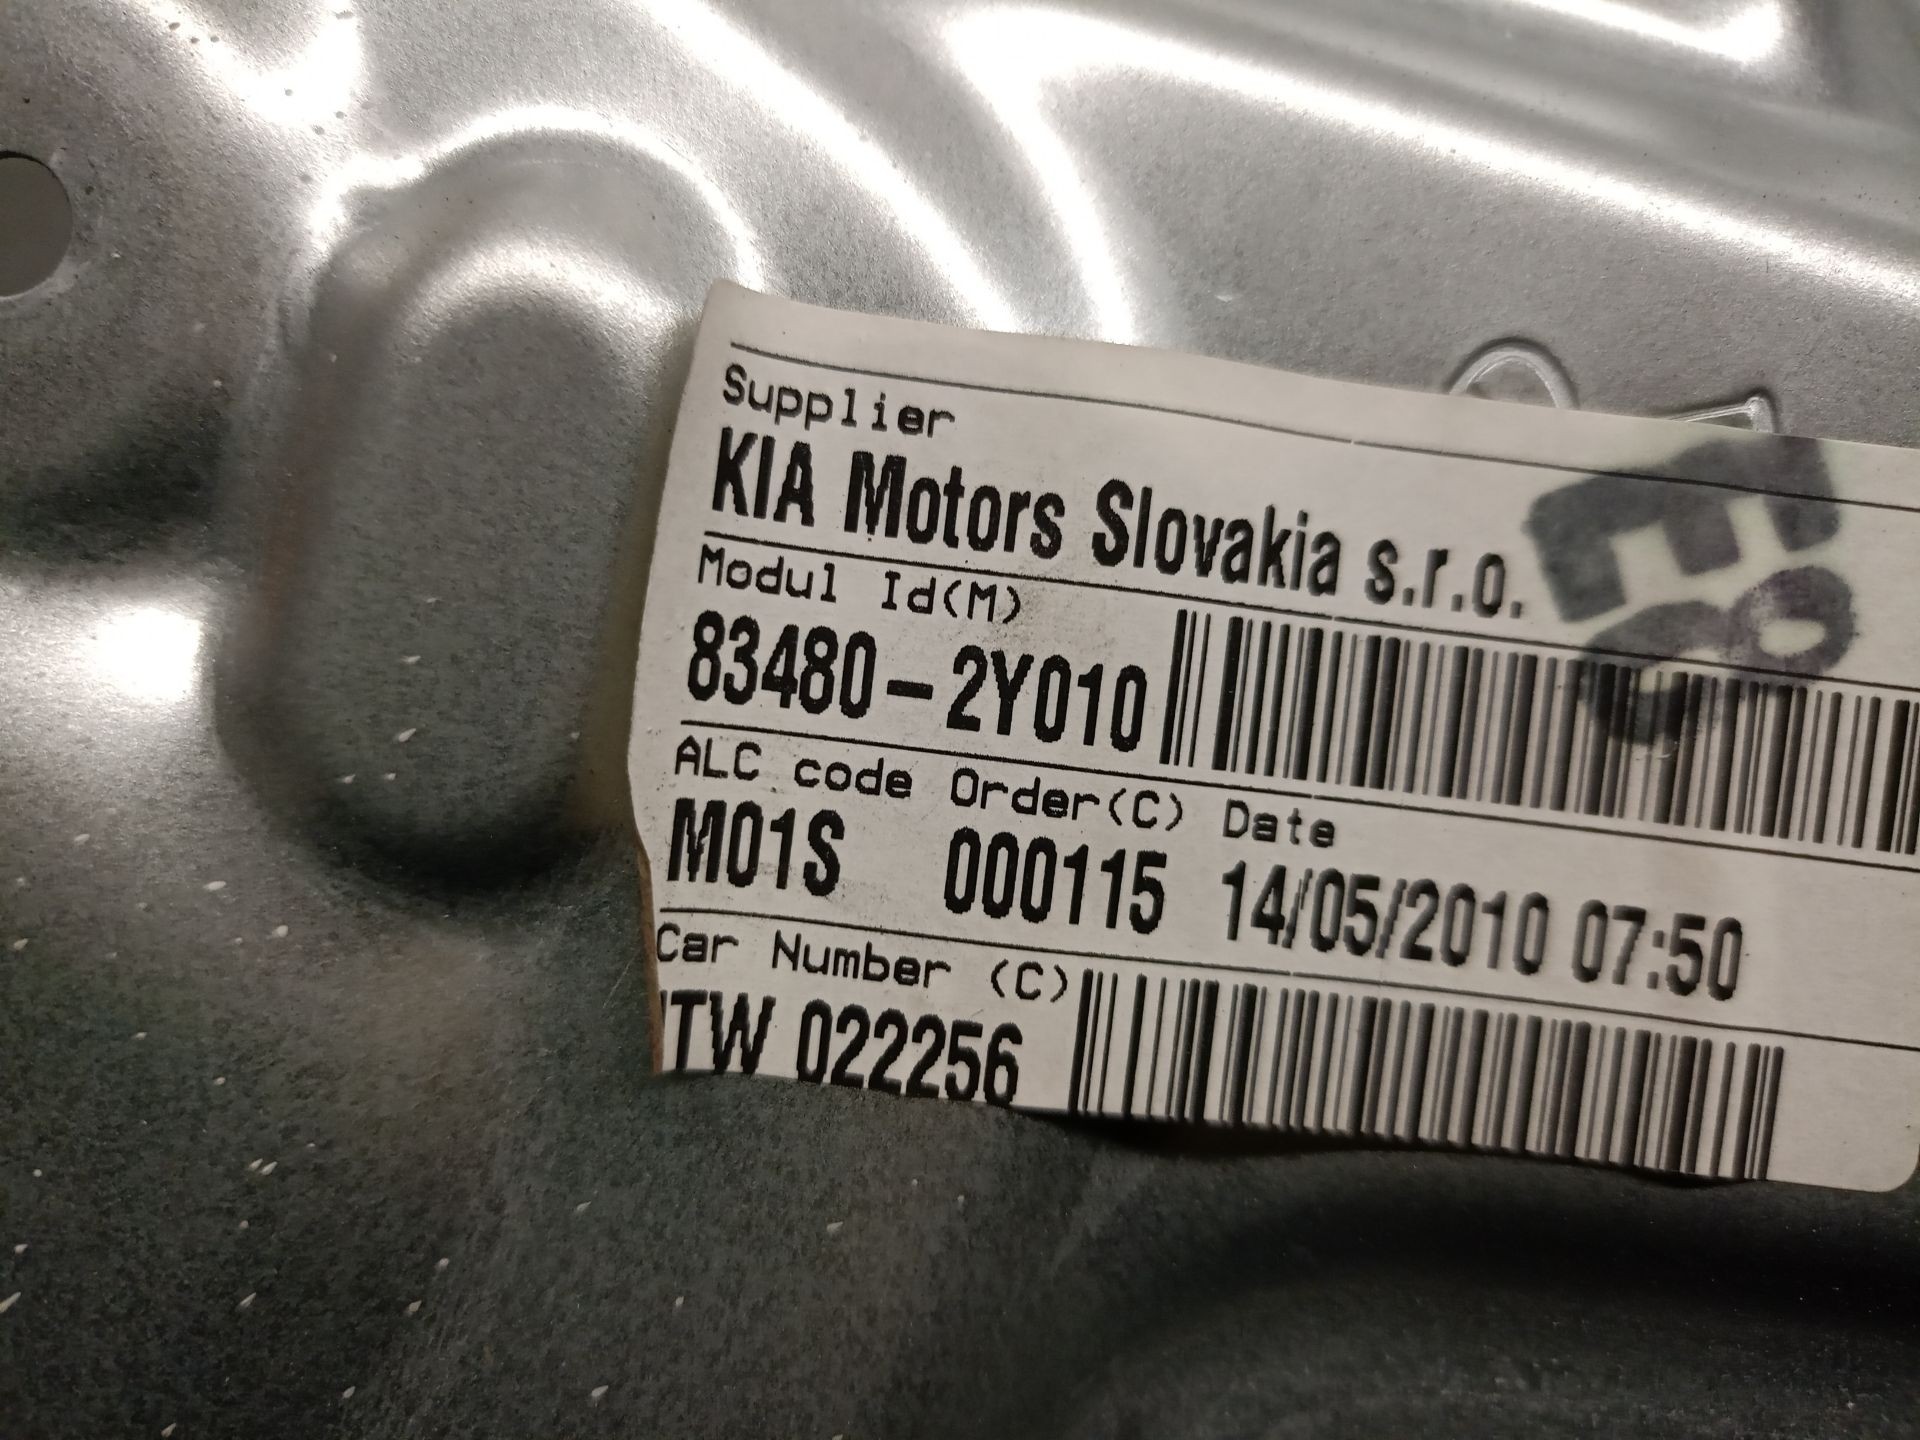 Supplier
KIA Motors Slovakia s.r.o.
Modul Id(M)
83480-2Y010
ALC code Order(C) Date
M01S 000115 14/05/2010 07:50
Car Number (C)
TW 022256